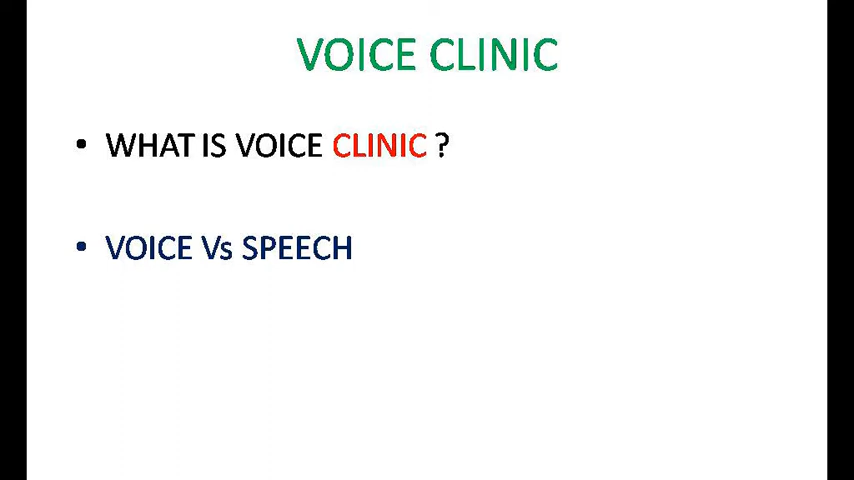 VOICE CLINIC
• WHAT IS VOICE CLINIC ?
• VOICE Vs SPEECH